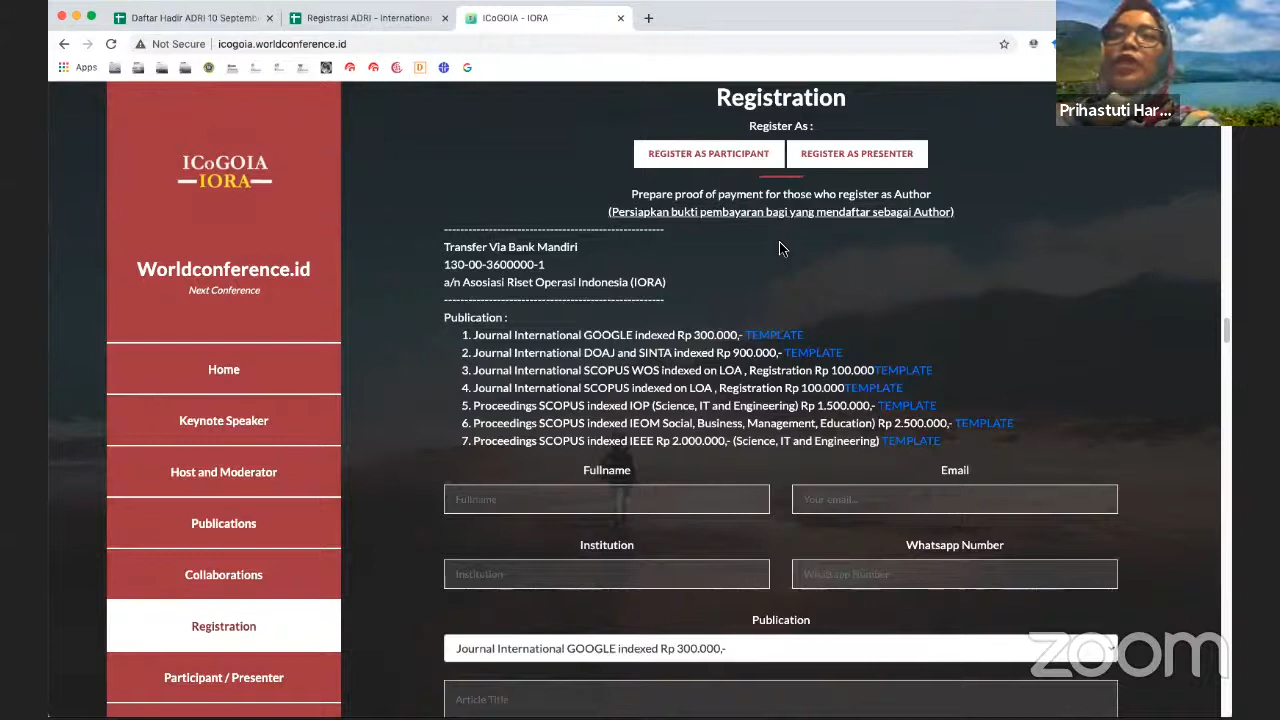 Daftar Hadir ADRI 10 Septemb
Registrasi ADRI - Internationa
ICoGOIA - IORA
Not Secure
icogoia.worldconference.id
Apps
Prihastuti Har...
ICoGOIA
IORA
Worldconference.id
Next Conference
Home
Keynote Speaker
Host and Moderator
Publications
Collaborations
Registration
Participant / Presenter
Registration
Register As :
REGISTER AS PARTICIPANT
REGISTER AS PRESENTER
Prepare proof of payment for those who register as Author
(Persiapkan bukti pembayaran bagi yang mendaftar sebagai Author)
------------------------------------------------------
Transfer Via Bank Mandiri
130-00-3600000-1
a/n Asosiasi Riset Operasi Indonesia (IORA)
------------------------------------------------------
Publication :
1. Journal International GOOGLE indexed Rp 300.000,- TEMPLATE
2. Journal International DOAJ and SINTA indexed Rp 900.000,- TEMPLATE
3. Journal International SCOPUS WOS indexed on LOA , Registration Rp 100.000TEMPLATE
4. Journal International SCOPUS indexed on LOA , Registration Rp 100.000TEMPLATE
5. Proceedings SCOPUS indexed IOP (Science, IT and Engineering) Rp 1.500.000,- TEMPLATE
6. Proceedings SCOPUS indexed IEOM Social, Business, Management, Education) Rp 2.500.000,- TEMPLATE
7. Proceedings SCOPUS indexed IEEE Rp 2.000.000,- (Science, IT and Engineering) TEMPLATE
Fullname
Email
Fullname
Your email...
Institution
Whatsapp Number
Institution
Whatsapp Number
Publication
Journal International GOOGLE indexed Rp 300.000,-
Article Title
zoom